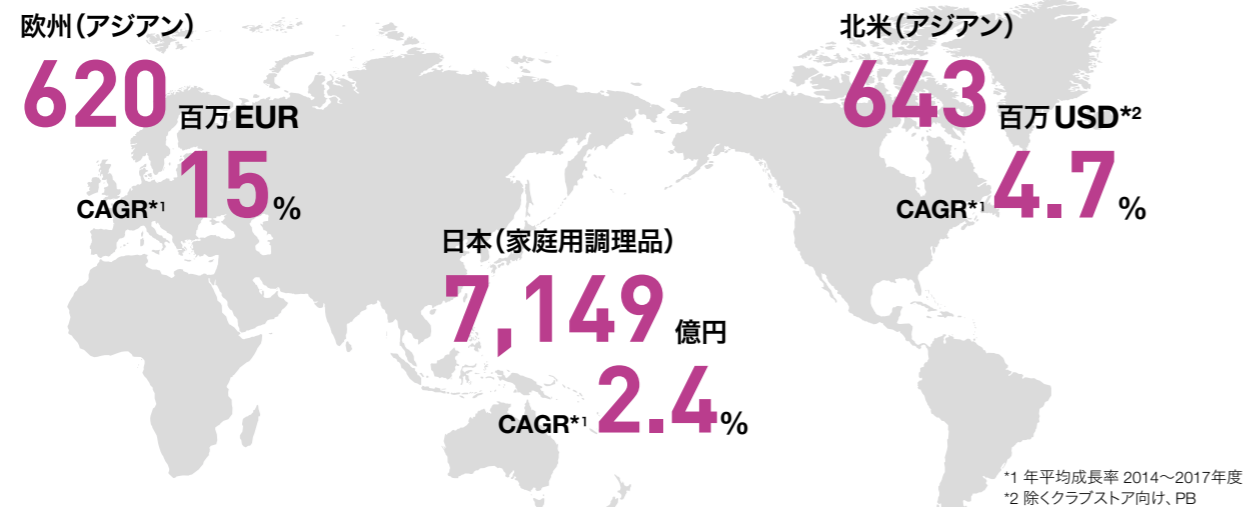 欧州（アジアン）
620 百万EUR
CAGR*1 15%
北米（アジアン）
643 百万USD*2
CAGR*1 4.7%
日本（家庭用調理品）
7,149 億円
CAGR*1 2.4%
*1 年平均成長率 2014～2017年度
*2 除くクラブストア向け、PB